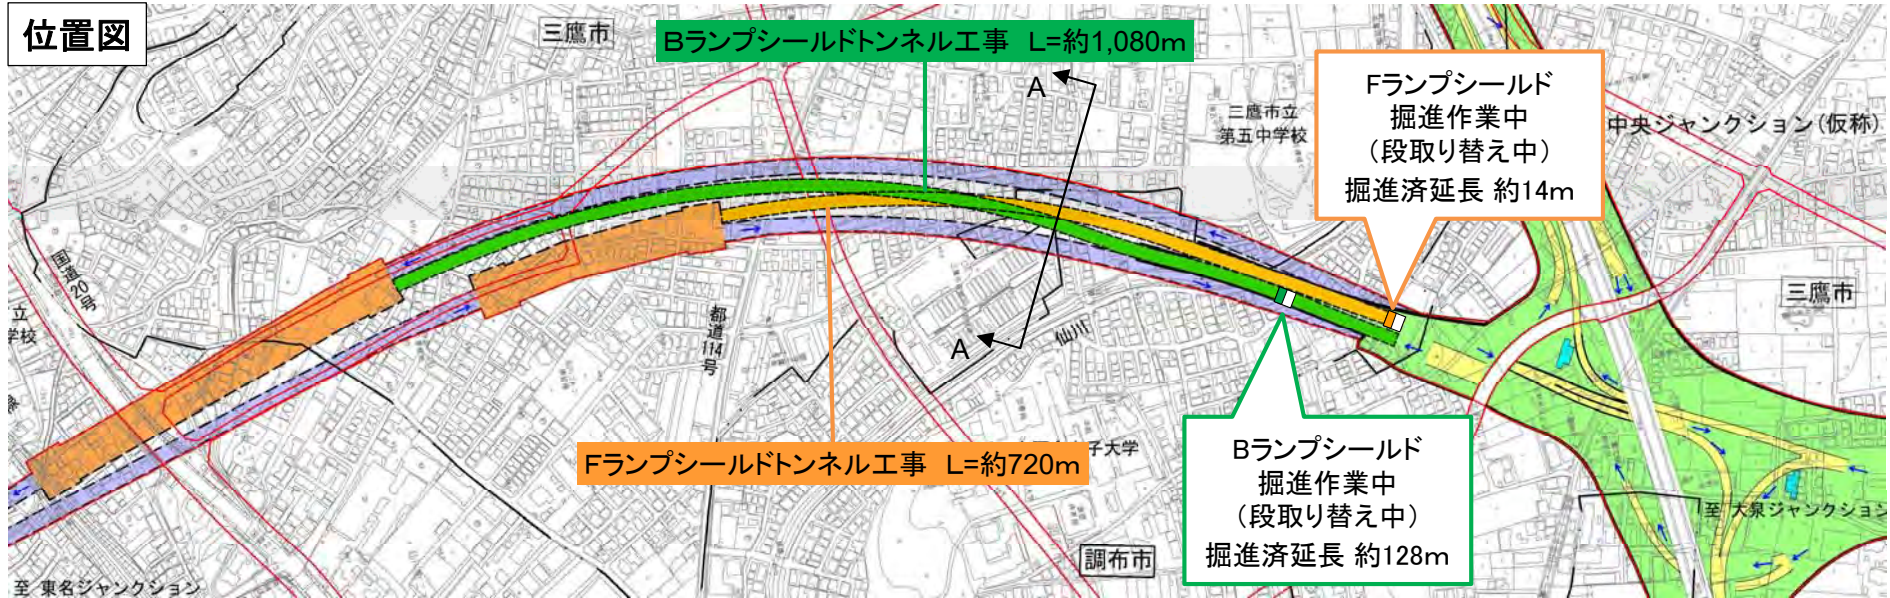 位置図
三鷹市
Bランプシールドトンネル工事 L=約1,080m
A
三鷹市立
第五中学校
Fランプシールド
掘進作業中
(段取り替え中)
掘進済延長 約14m
中央ジャンクション(仮称)
国道20号
立
学校
都道114号
A
仙川
三鷹市
Fランプシールドトンネル工事 L=約720m
子大学
Bランプシールド
掘進作業中
(段取り替え中)
掘進済延長 約128m
至 大泉ジャンクション
調布市
至 東名ジャンクション